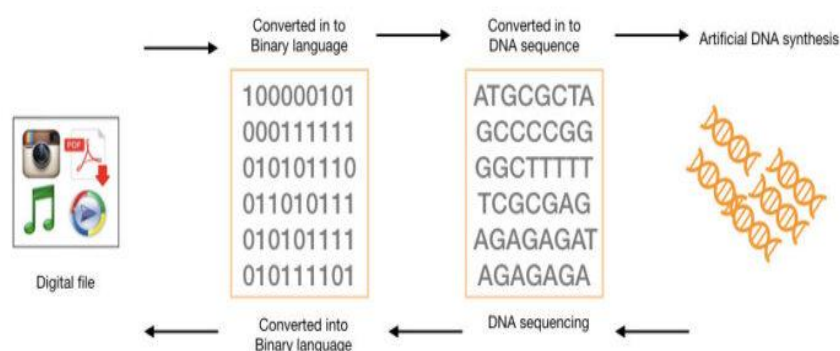 Converted in to
Binary language
Converted in to
DNA sequence
Artificial DNA synthesis
PDF
100000101
000111111
010101110
011010111
010101111
010111101
ATGCGCTA
GCCCCGG
GGCTTTTT
TCGCGAG
AGAGAGAT
AGAGAGA
Digital file
Converted into
Binary language
DNA sequencing